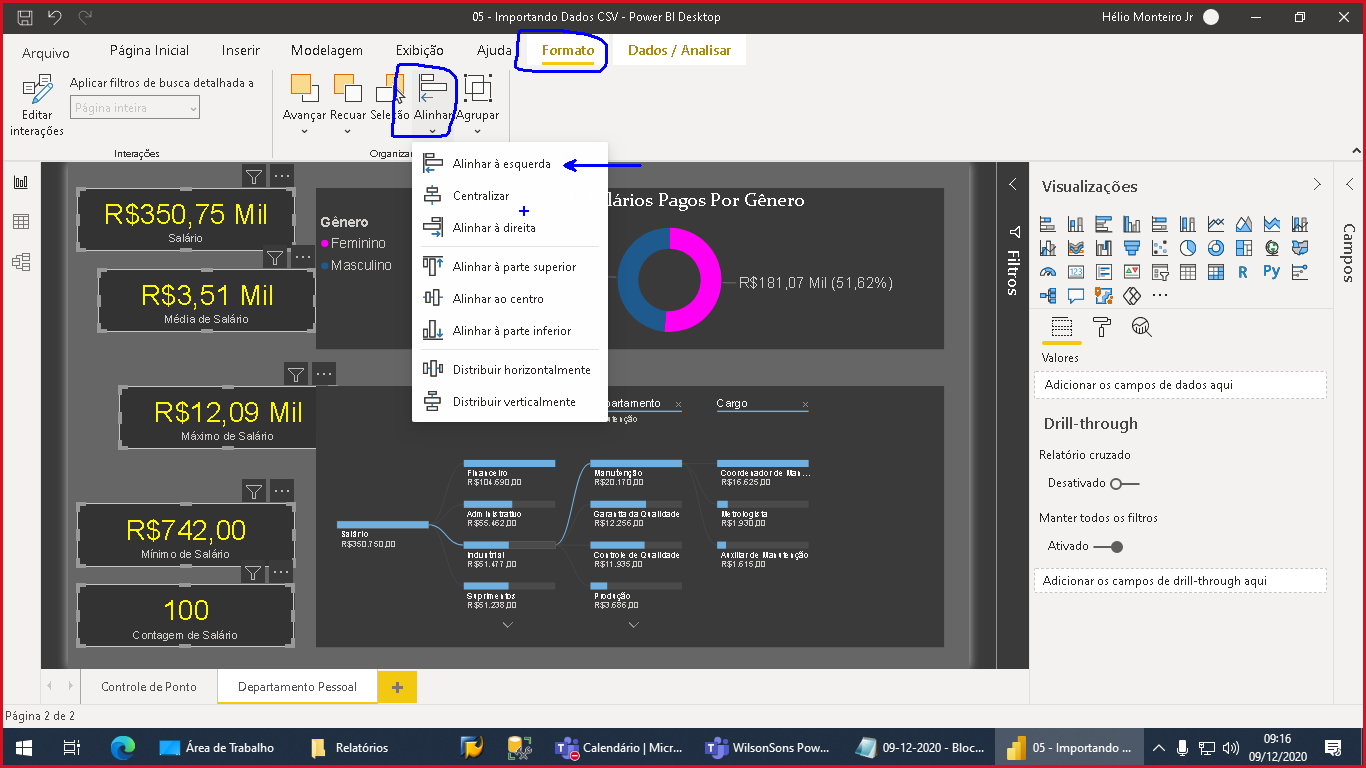 05 - Importando Dados CSV - Power BI Desktop
Hélio Monteiro Jr
Arquivo
Página Inicial
Inserir
Modelagem
Exibição
Ajuda
Formato
Dados / Analisar
Editar
interações
Aplicar filtros de busca detalhada a
Página inteira
Interações
Avançar
Recuar
Seleção
Alinhar
Agrupar
Organizar
Alinhar à esquerda
Centralizar
Alinhar à direita
Alinhar à parte superior
Alinhar ao centro
Alinhar à parte inferior
Distribuir horizontalmente
Distribuir verticalmente
R$350,75 Mil
Salário
R$3,51 Mil
Média de Salário
R$12,09 Mil
Máximo de Salário
R$742,00
Mínimo de Salário
100
Contagem de Salário
lários Pagos Por Gênero
Gênero
Feminino
Masculino
R$181,07 Mil (51,62%)
partamento
Cargo
tenção
Salário
R$350.750,00
Financeiro
R$104.690,00
Administrativo
R$55.462,00
Industrial
R$51.477,00
Suprimentos
R$51.238,00
Manutenção
R$20.170,00
Garantia da Qualidade
R$12.256,00
Controle de Qualidade
R$11.935,00
Produção
R$3.686,00
Coordenador de Man...
R$16.625,00
Metrologista
R$1.930,00
Auxiliar de Manutenção
R$1.615,00
Filtros
Visualizações
R
Py
Valores
Adicionar os campos de dados aqui
Drill-through
Relatório cruzado
Desativado
Manter todos os filtros
Ativado
Adicionar os campos de drill-through aqui
Campos
Controle de Ponto
Departamento Pessoal
Página 2 de 2
Área de Trabalho
Relatórios
Calendário | Micr...
WilsonSons Pow...
09-12-2020 - Bloc...
05 - Importando ...
09:16
09/12/2020